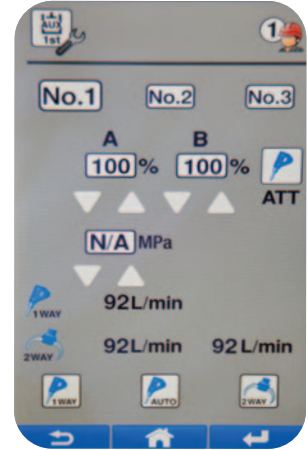 AUX
1st
1
No.1 No.2 No.3
A B
100 % 100 %
ATT
N/A MPa
1WAY 92L/min
2WAY 92L/min 92L/min
1WAY AUTO 2WAY